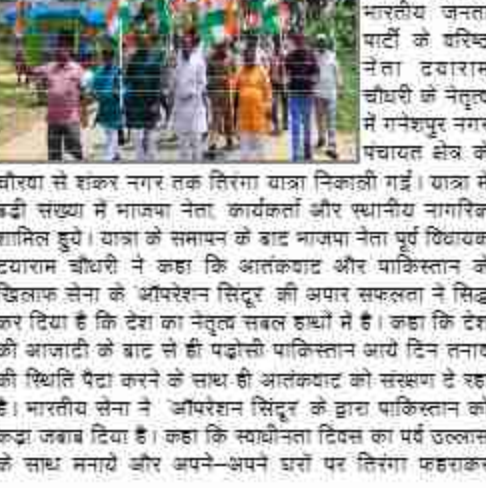 भारतीय जनता
पार्टी के वरिष्ठ
नेता दयाराम
चौधरी के नेतृत्व
में गनेशपुर नगर
पंचायत क्षेत्र के
चौरवा से शंकर नगर तक तिरंगा यात्रा निकाली गई। यात्रा में
बड़ी संख्या में भाजपा नेता, कार्यकर्ता और स्थानीय नागरिक
शामिल हुये। यात्रा के समापन के बाद भाजपा नेता पूर्व विधायक
दयाराम चौधरी ने कहा कि आतंकवाद और पाकिस्तान के
खिलाफ सेना के 'ऑपरेशन सिंदूर' की अपार सफलता ने सिद्ध
कर दिया है कि देश का नेतृत्व सबल हाथों में है। कहा कि देश
की आजादी के बाद से ही पड़ोसी पाकिस्तान आये दिन तनाव
की स्थिति पैदा करने के साथ ही आतंकवाद को संरक्षण दे रहा
है। भारतीय सेना ने 'ऑपरेशन सिंदूर' के द्वारा पाकिस्तान को
कड़ा जबाब दिया है। कहा कि स्वाधीनता दिवस का पर्व उल्लास
के साथ मनाये और अपने–अपने घरों पर तिरंगा फहराकर